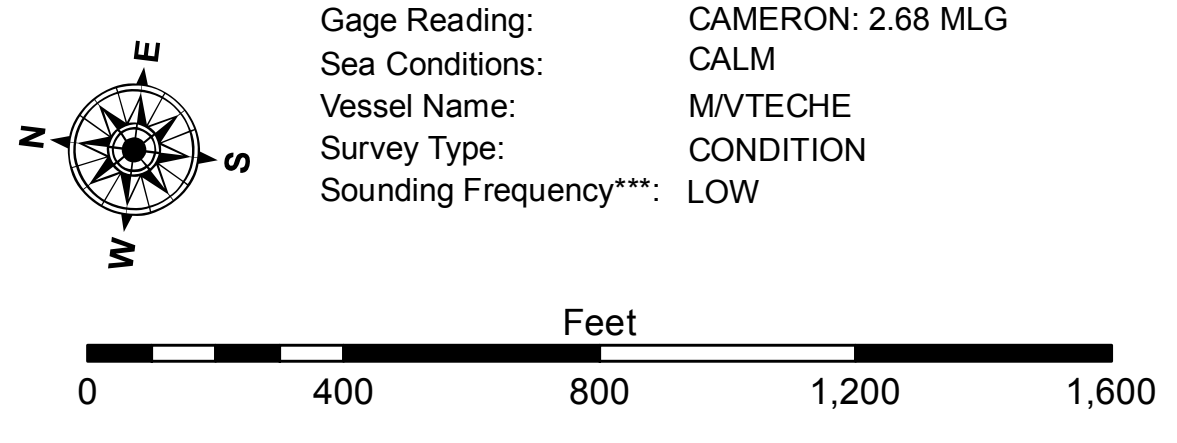 Gage Reading: CAMERON: 2.68 MLG
Sea Conditions: CALM
Vessel Name: M/VTECHE
Survey Type: CONDITION
Sounding Frequency***: LOW
E
N
S
W
Feet
0 400 800 1,200 1,600